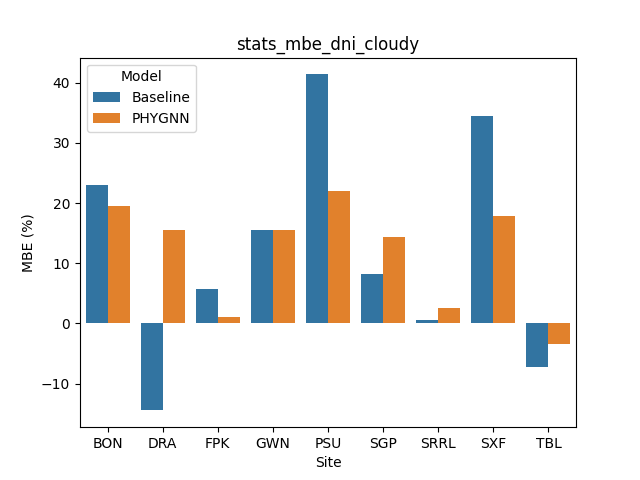 stats_mbe_dni_cloudy
Model
Baseline
PHYGNN
MBE (%)
40
30
20
10
0
−10
BON DRA FPK GWN PSU SGP SRRL SXF TBL
Site